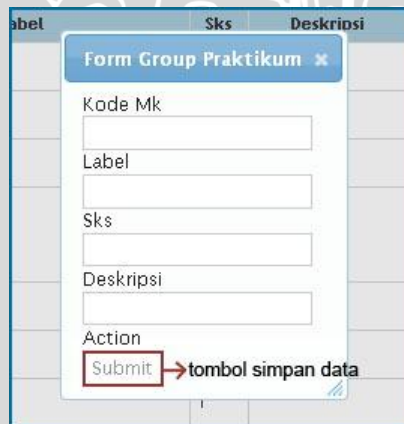 abel Sks Deskripsi
Form Group Praktikum ×
Kode Mk
Label
Sks
Deskripsi
Action
Submit → tombol simpan data